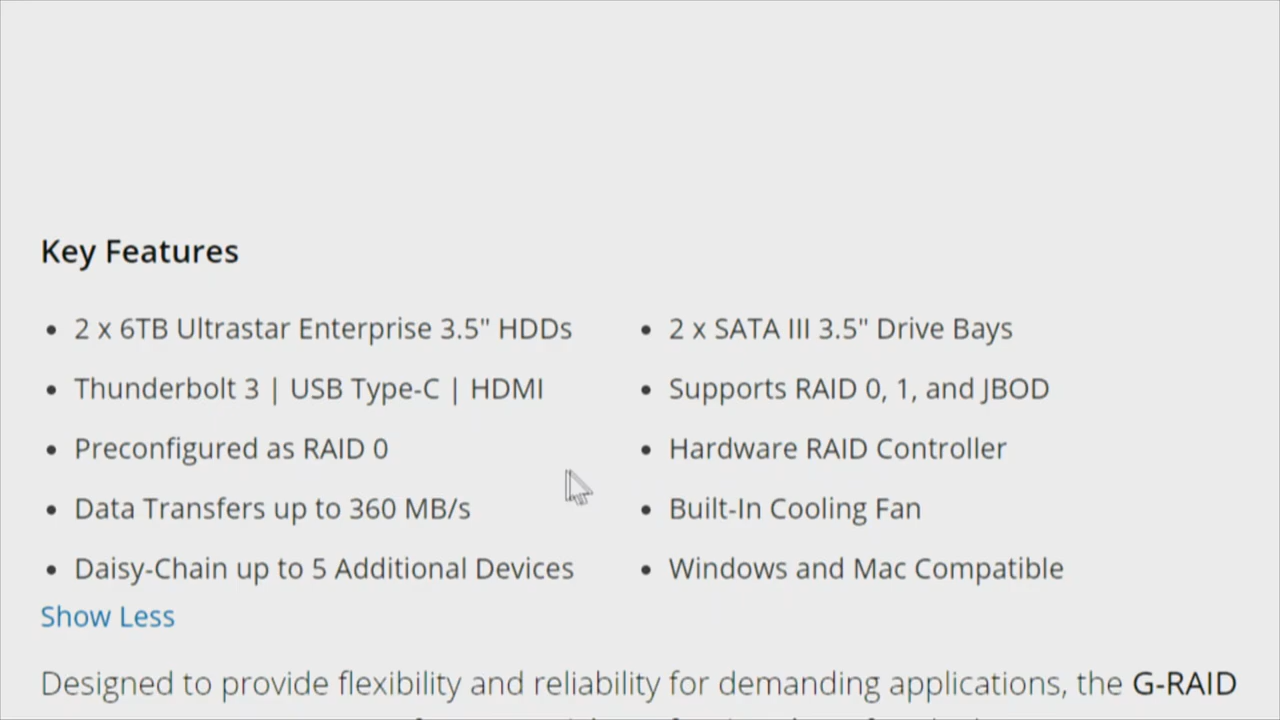 Key Features
2 x 6TB Ultrastar Enterprise 3.5" HDDs
Thunderbolt 3 | USB Type-C | HDMI
Preconfigured as RAID 0
Data Transfers up to 360 MB/s
Daisy-Chain up to 5 Additional Devices
2 x SATA III 3.5" Drive Bays
Supports RAID 0, 1, and JBOD
Hardware RAID Controller
Built-In Cooling Fan
Windows and Mac Compatible
Show Less
Designed to provide flexibility and reliability for demanding applications, the G-RAID